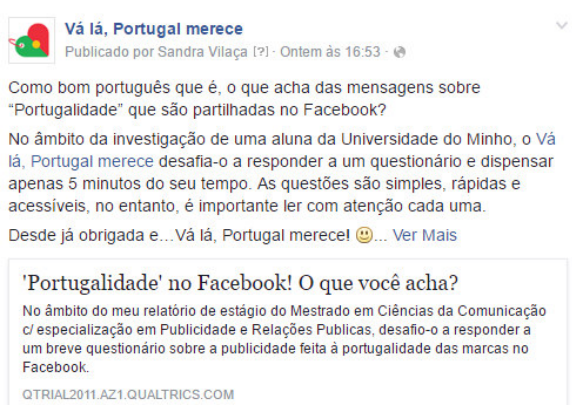 Vá lá, Portugal merece
Publicado por Sandra Vilaça [?] · Ontem às 16:53 ·
Como bom português que é, o que acha das mensagens sobre
“Portugalidade” que são partilhadas no Facebook?
No âmbito da investigação de uma aluna da Universidade do Minho, o Vá
lá, Portugal merece desafia-o a responder a um questionário e dispensar
apenas 5 minutos do seu tempo. As questões são simples, rápidas e
acessíveis, no entanto, é importante ler com atenção cada uma.
Desde já obrigada e…Vá lá, Portugal merece! 🙂... Ver Mais
'Portugalidade' no Facebook! O que você acha?
No âmbito do meu relatório de estágio do Mestrado em Ciências da Comunicação
c/ especialização em Publicidade e Relações Publicas, desafio-o a responder a
um breve questionário sobre a publicidade feita à portugalidade das marcas no
Facebook.
QTRIAL2011.AZ1.QUALTRICS.COM